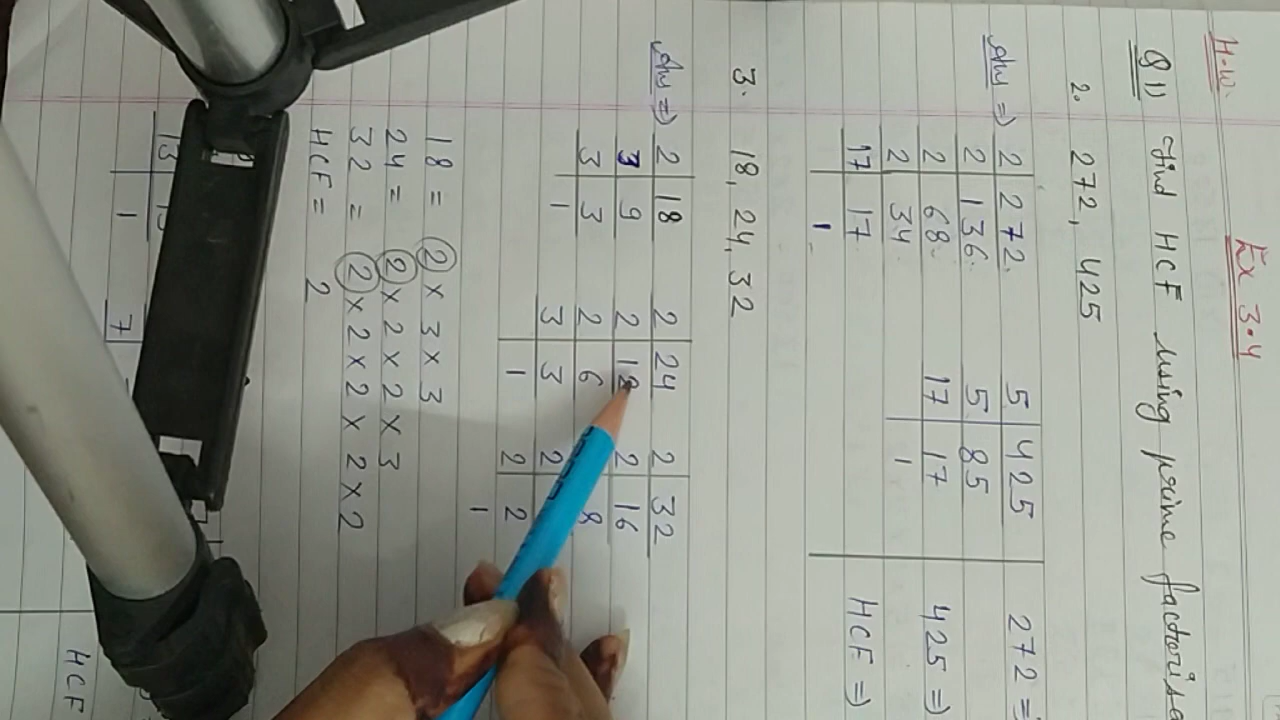 H.W.
Ex 3.4
Q1) Find HCF using prime factorisa
2. 272, 425
Ans ⇒ 2 272. 5 425 272 =
2 136. 5 85
2 68. 17 17 425 ⇒
2 34. 1
17 17 HCF ⇒
1
3. 18, 24, 32
Ans ⇒ 2 18 2 24 2 32
3 9 2 12 2 16
3 3 2 6 8
1 3 3 2
1 2 2
1
18 = 2 × 3 × 3
24 = 2 × 2 × 2 × 3
32 = 2 × 2 × 2 × 2 × 2
HCF = 2
13 13
1 7
HCF